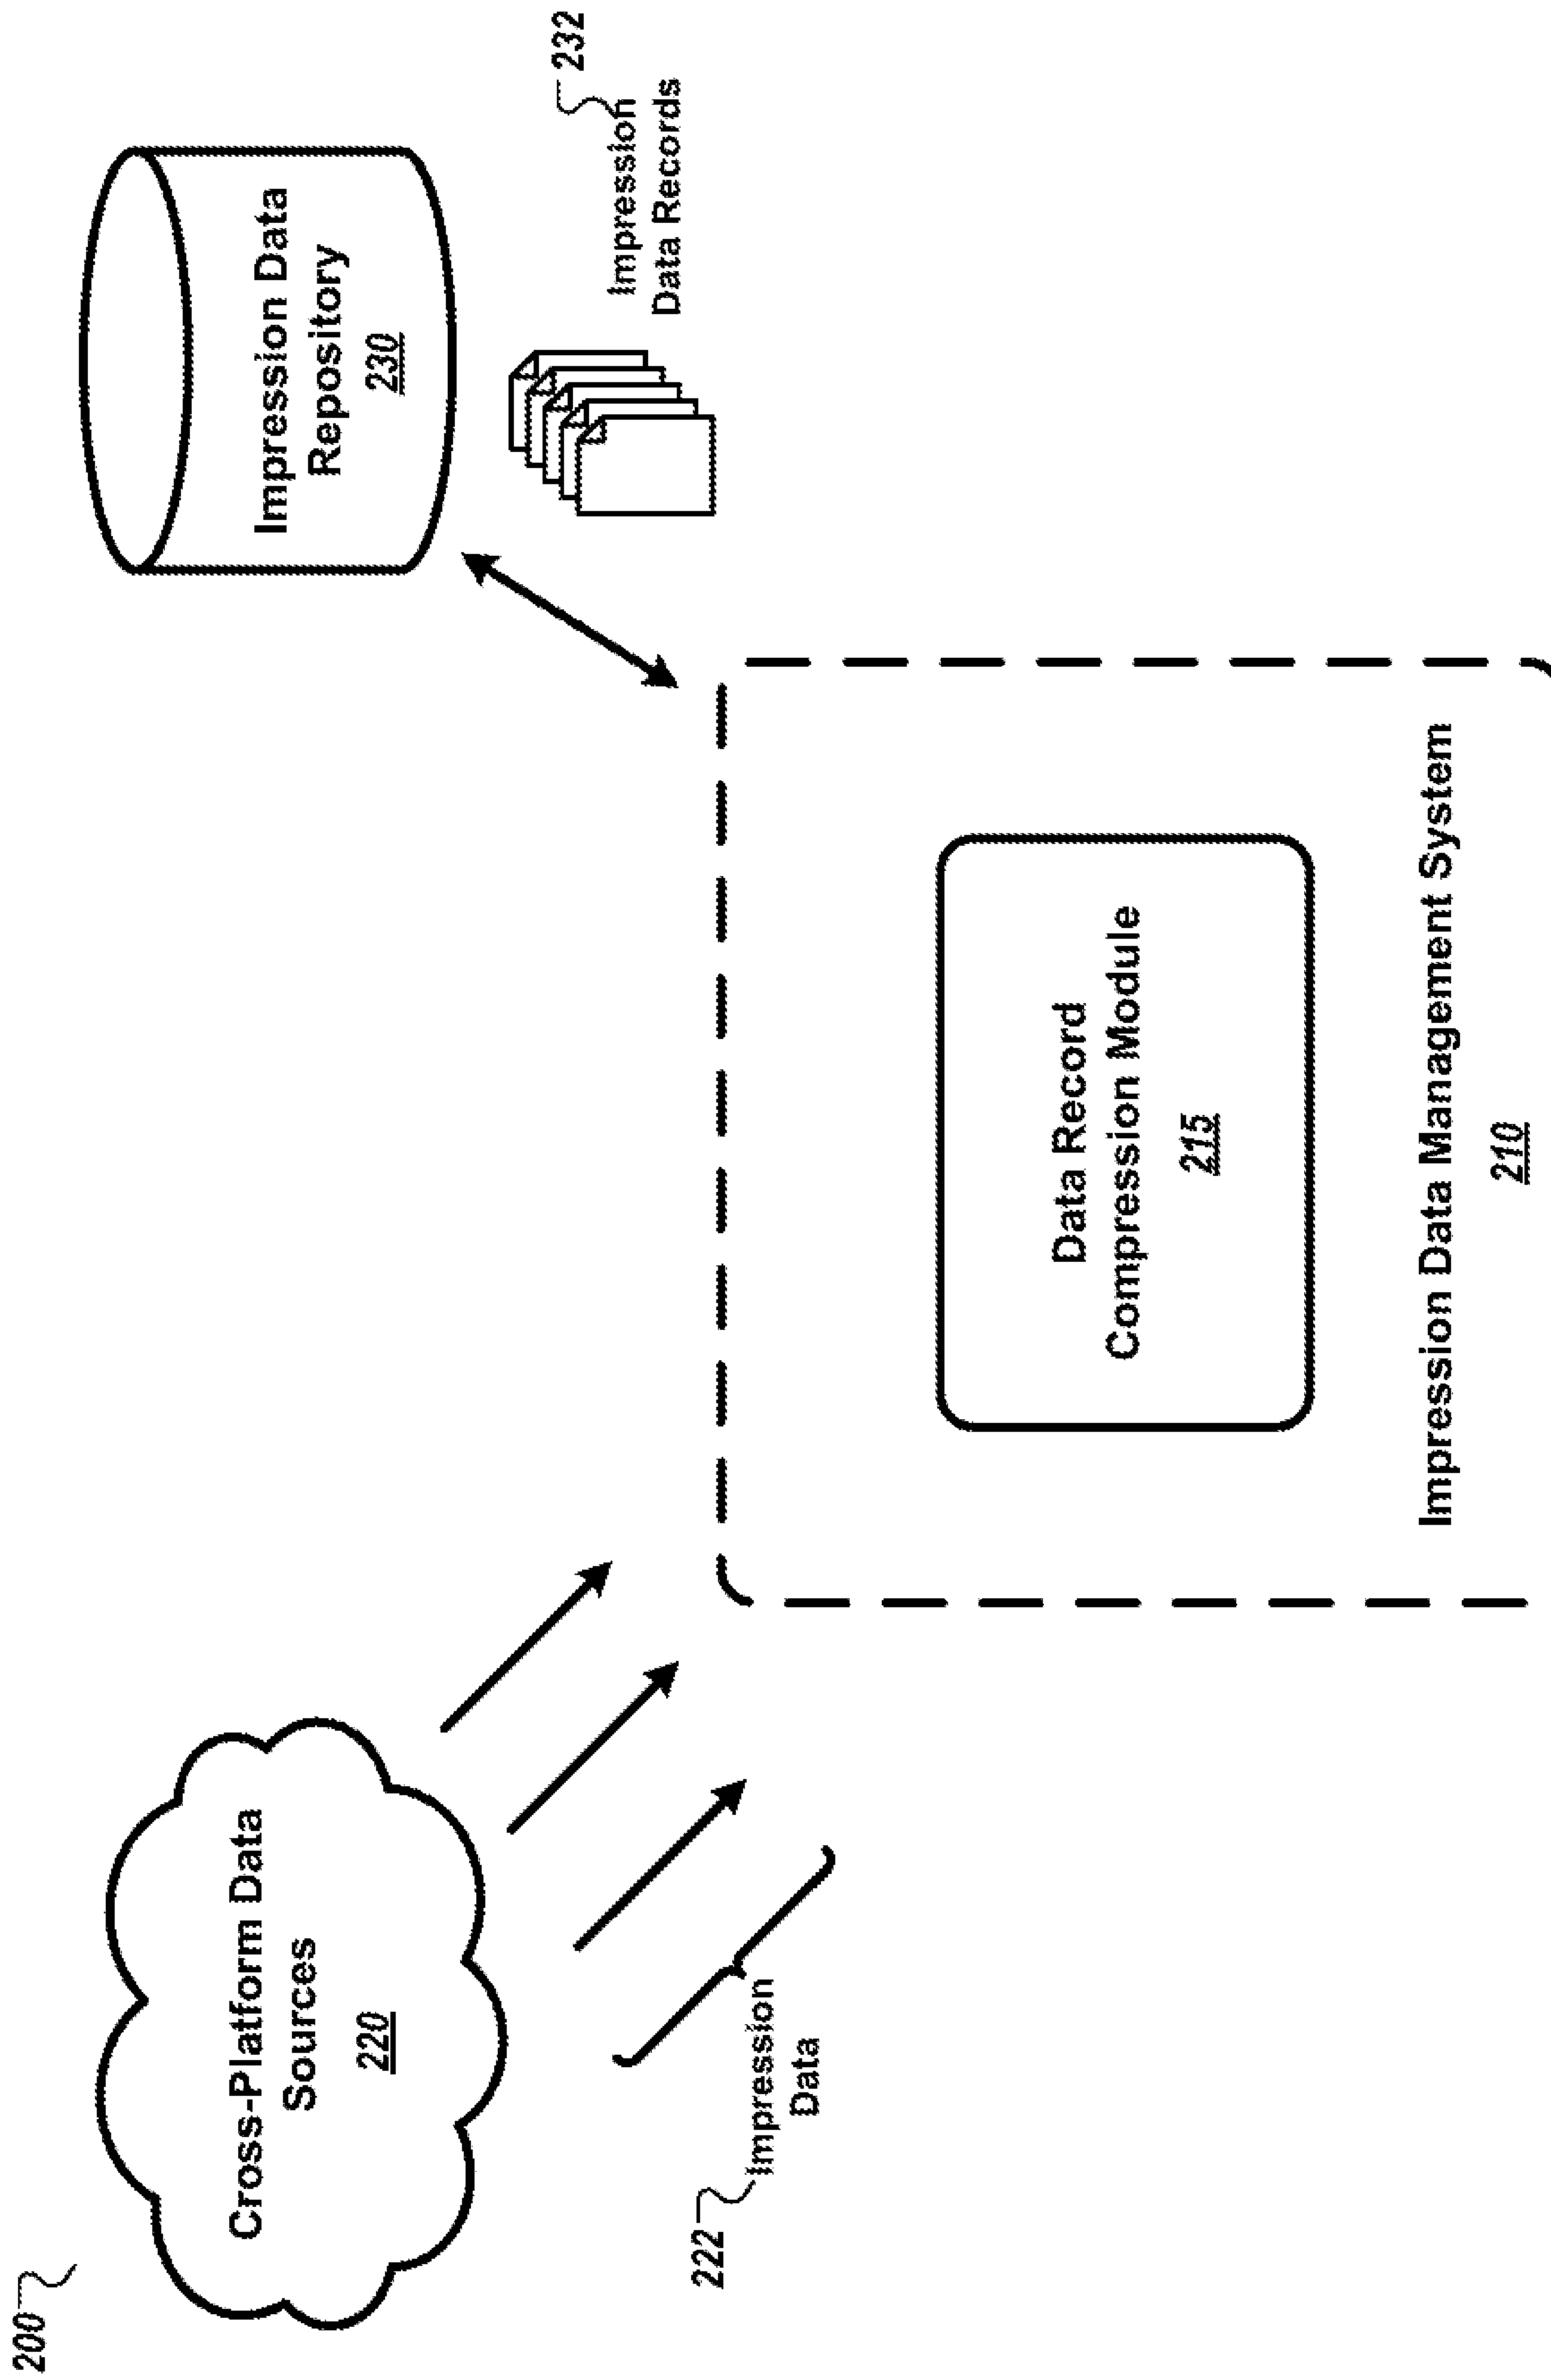 200
Cross-Platform Data
Sources
220
222
Impression
Data
Impression Data
Repository
230
232
Impression
Data Records
Data Record
Compression Module
215
Impression Data Management System
210